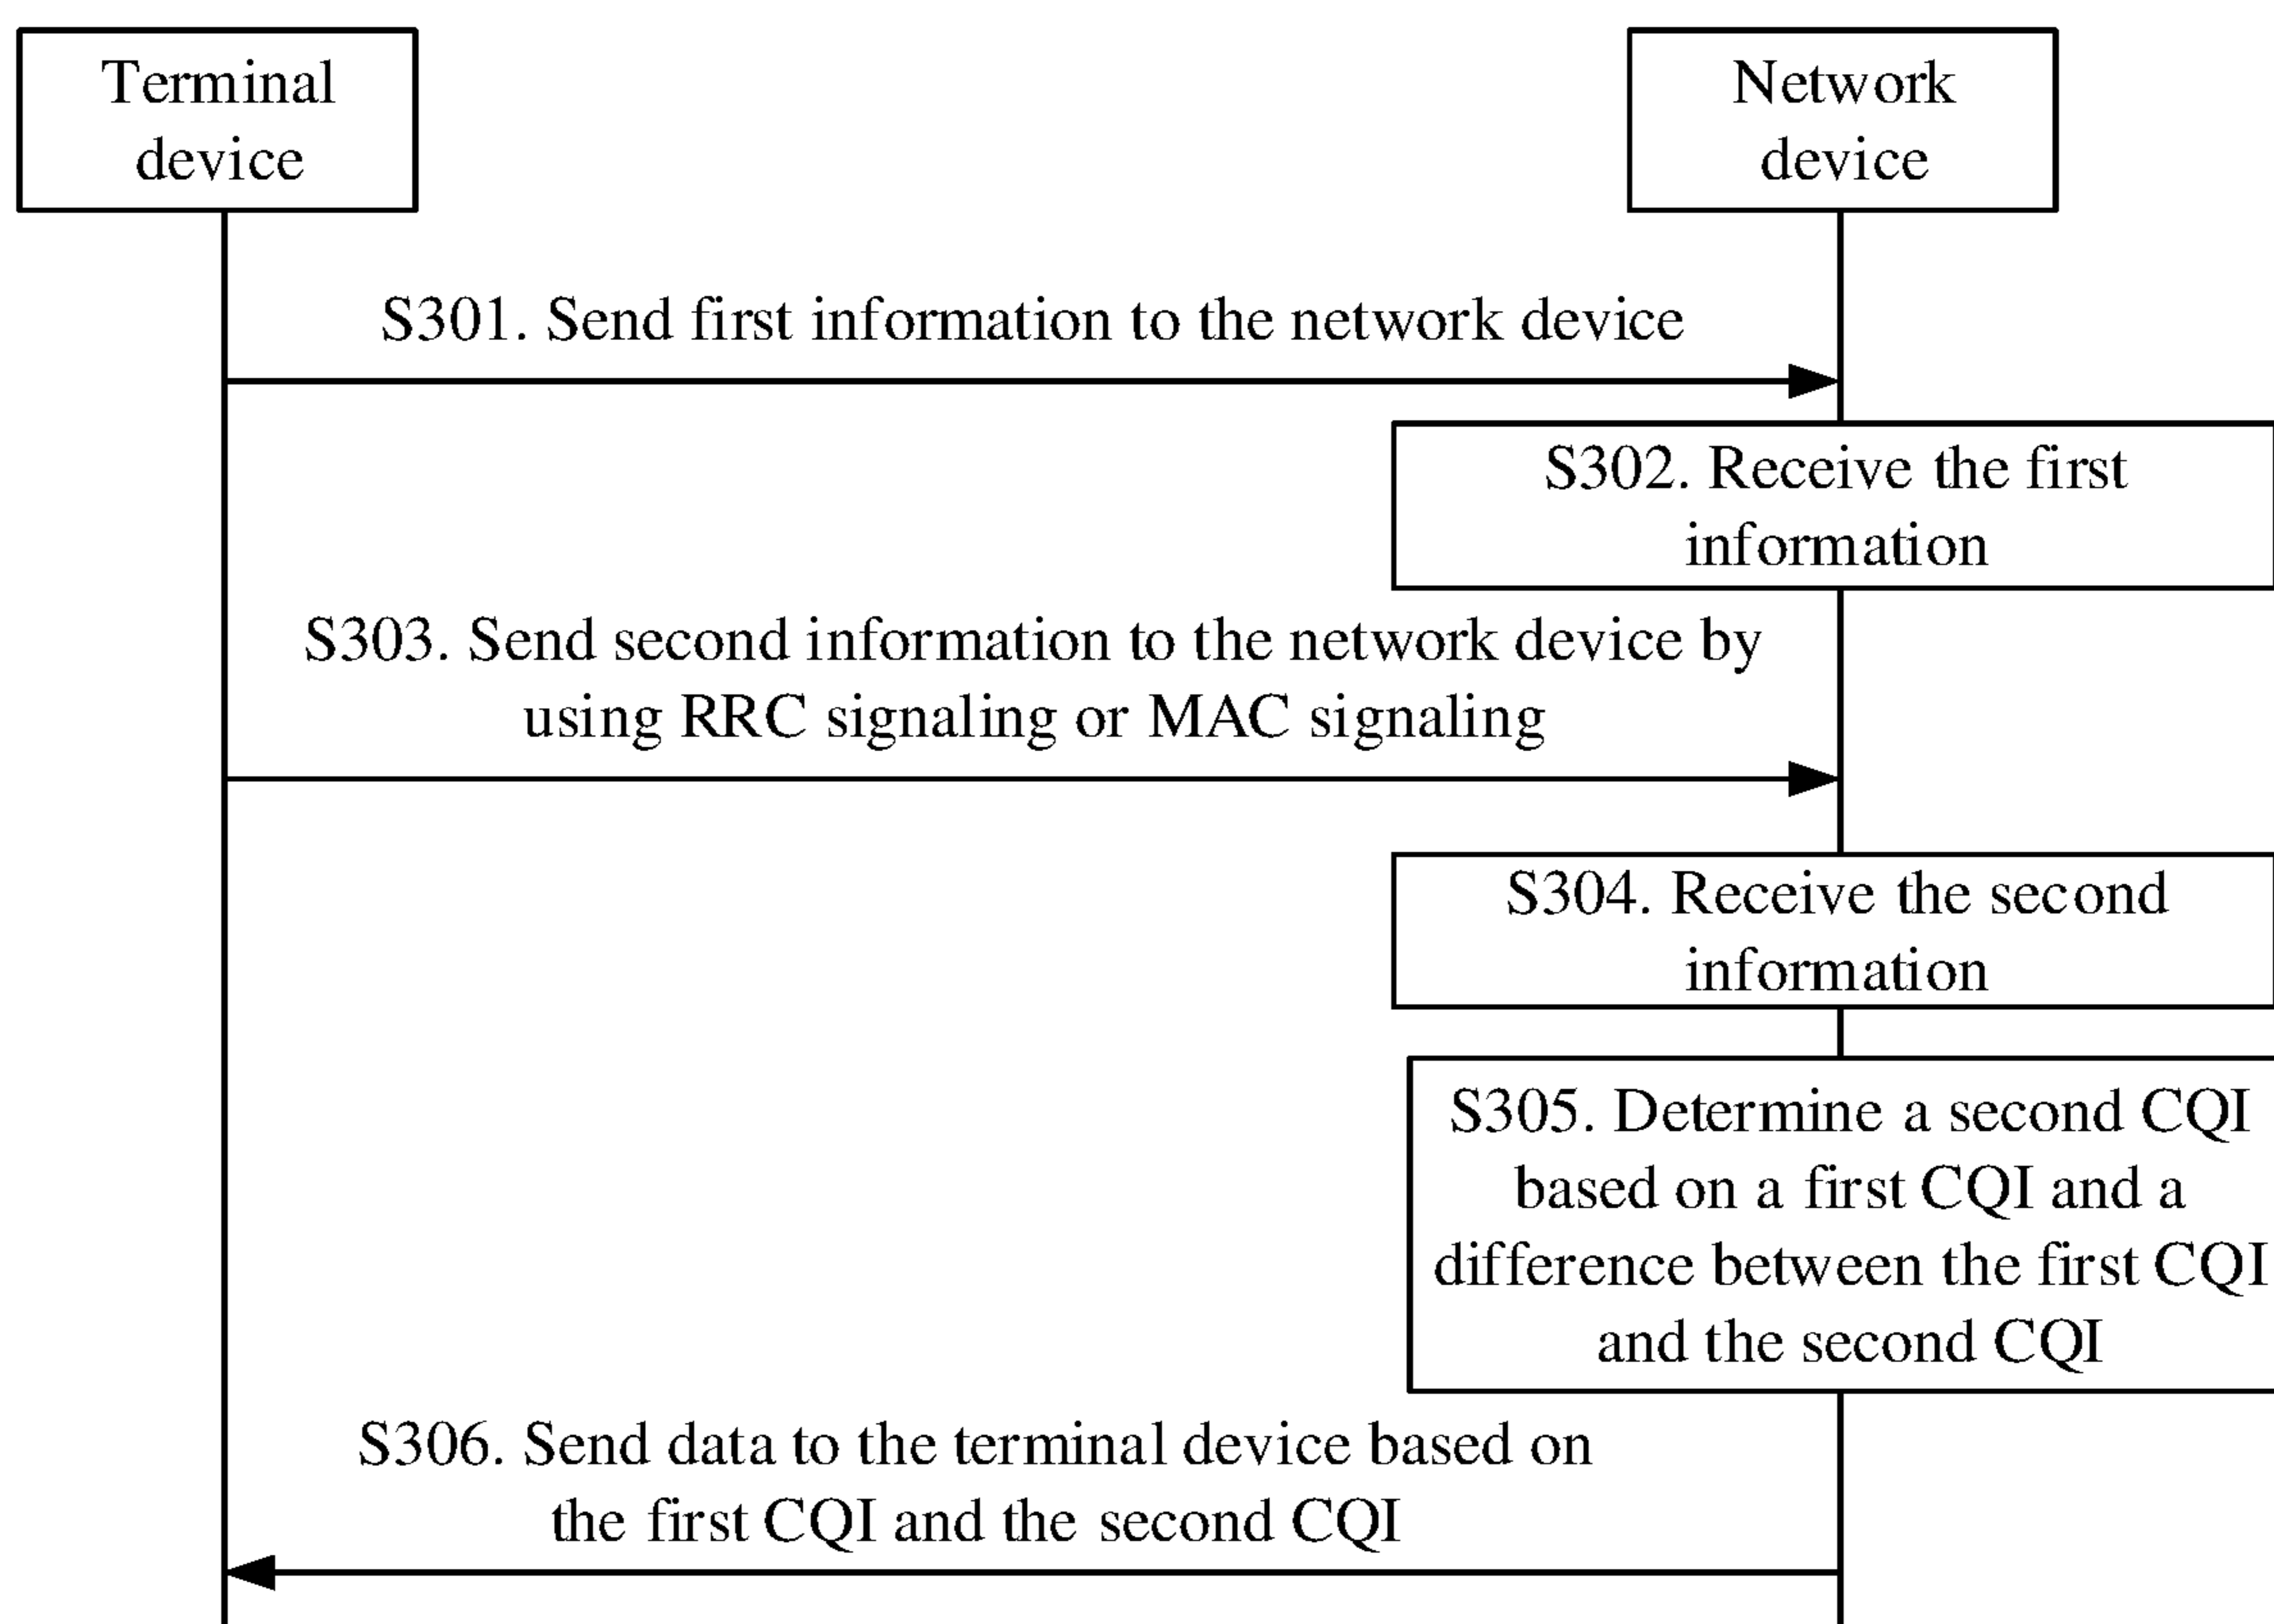 Terminal
device
Network
device
S301. Send first information to the network device
S302. Receive the first
information
S303. Send second information to the network device by
using RRC signaling or MAC signaling
S304. Receive the second
information
S305. Determine a second CQI
based on a first CQI and a
difference between the first CQI
and the second CQI
S306. Send data to the terminal device based on
the first CQI and the second CQI